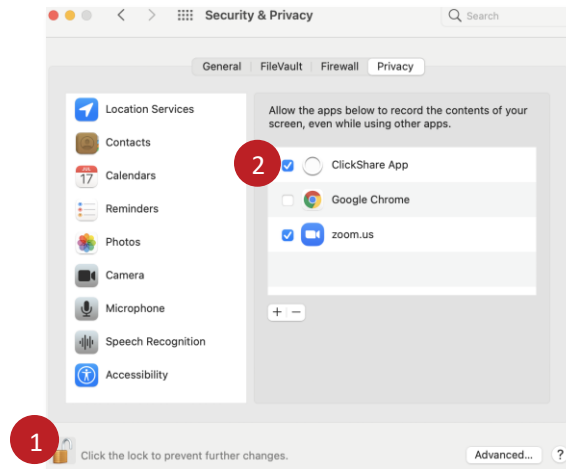 Security & Privacy
Search
General FileVault Firewall Privacy
Location Services
Contacts
JUL
17
Calendars
Reminders
Photos
Camera
Microphone
Speech Recognition
Accessibility
Allow the apps below to record the contents of your
screen, even while using other apps.
2
ClickShare App
Google Chrome
zoom.us
+ −
1
Click the lock to prevent further changes.
Advanced...
?